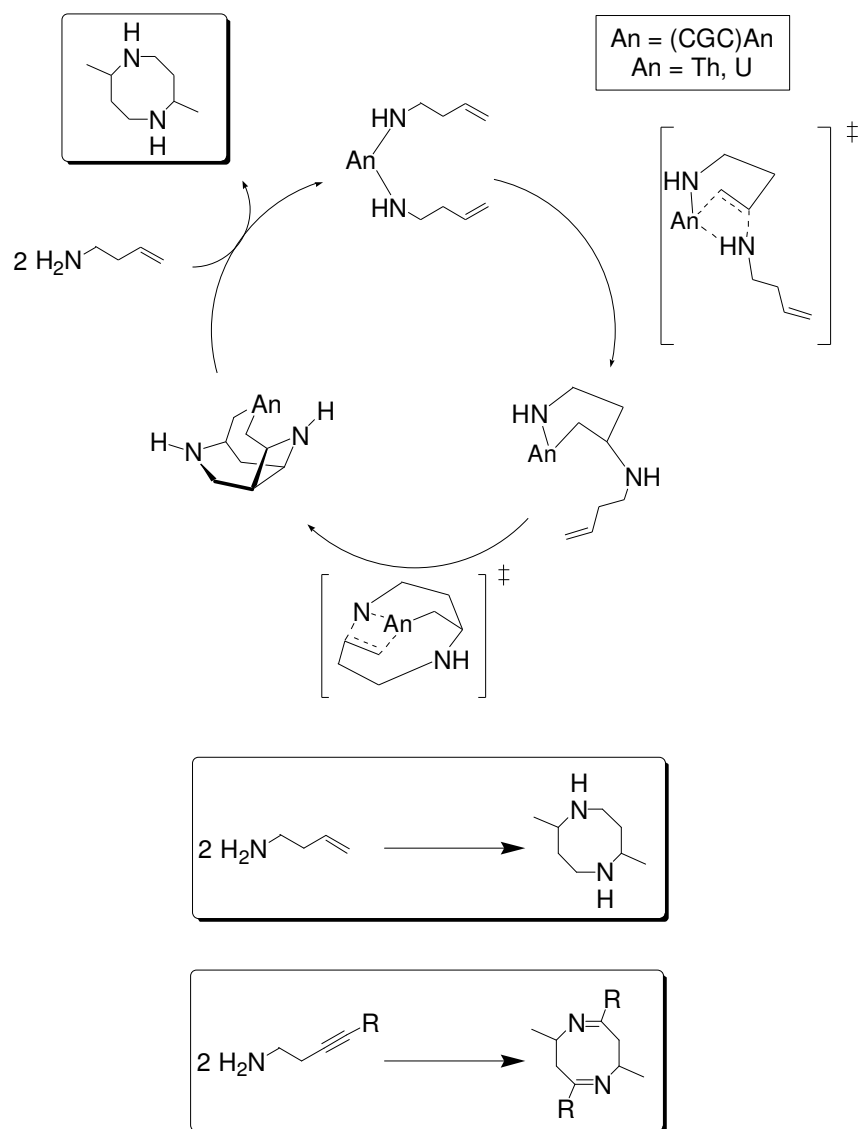 H
N
N
H
An = (CGC)An
An = Th, U
HN
An
HN
2 H2N
HN
An
HN
‡
An
H
N
H
N
HN
An
NH
N
An
NH
‡
2 H2N
H
N
N
H
2 H2N
R
R
N
N
R